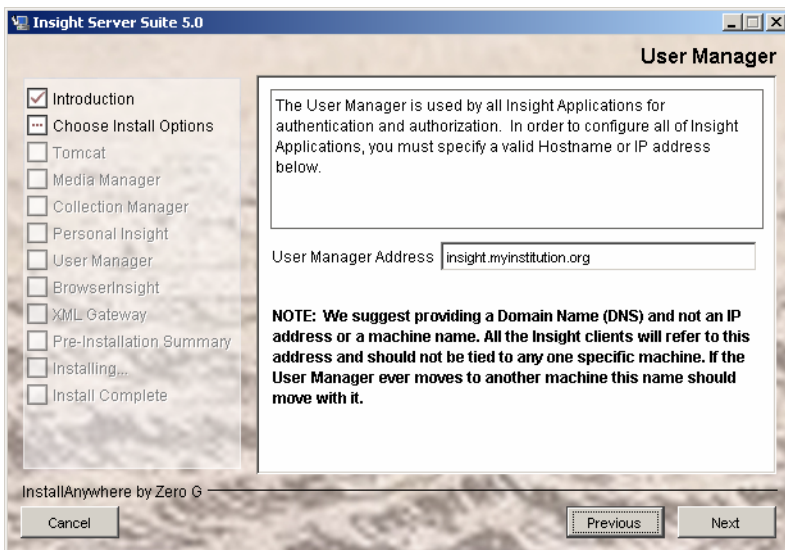 Insight Server Suite 5.0
User Manager
Introduction
Choose Install Options
Tomcat
Media Manager
Collection Manager
Personal Insight
User Manager
BrowserInsight
XML Gateway
Pre-Installation Summary
Installing...
Install Complete
The User Manager is used by all Insight Applications for
authentication and authorization.  In order to configure all of Insight
Applications, you must specify a valid Hostname or IP address
below.
User Manager Address insight.myinstitution.org
NOTE:  We suggest providing a Domain Name (DNS) and not an IP
address or a machine name. All the Insight clients will refer to this
address and should not be tied to any one specific machine. If the
User Manager ever moves to another machine this name should
move with it.
InstallAnywhere by Zero G
Cancel
Previous
Next